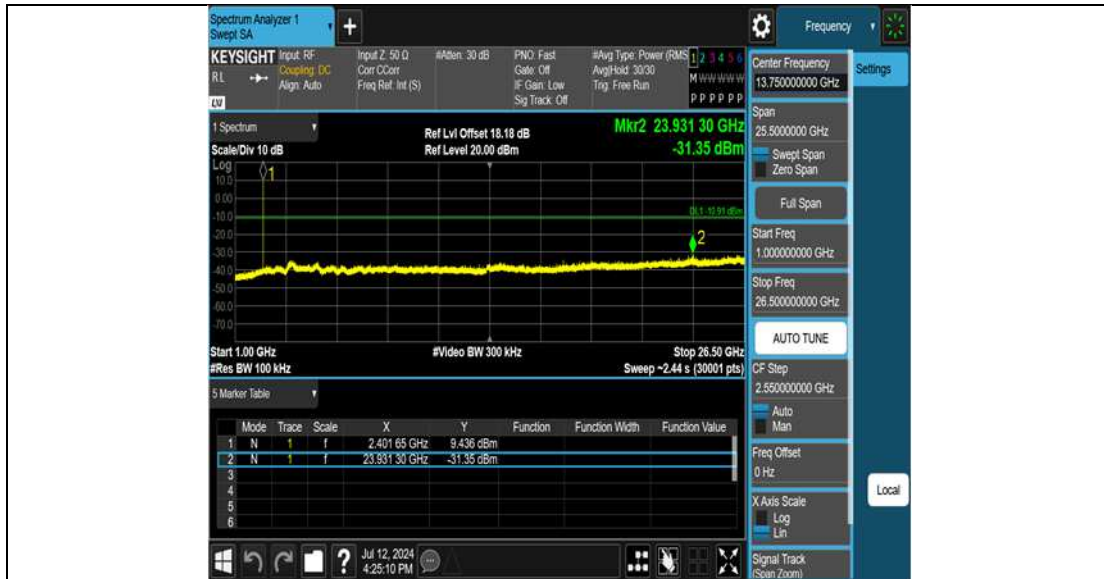 Spectrum Analyzer 1
Swept SA
+
Frequency
KEYSIGHT
RL
LXI
Input: RF
Coupling: DC
Align: Auto
Input Z: 50 Ω
Corr CCorr
Freq Ref: Int (S)
#Atten: 30 dB
PNO: Fast
Gate: Off
IF Gain: Low
Sig Track: Off
#Avg Type: Power (RMS
Avg|Hold: 30/30
Trig: Free Run
1 2 3 4 5 6
M W W W W W
P P P P P P
1 Spectrum
Scale/Div 10 dB
Ref Lvl Offset 18.18 dB
Ref Level 20.00 dBm
Mkr2 23.931 30 GHz
-31.35 dBm
Log
10.0
0.00
-10.0
-20.0
-30.0
-40.0
-50.0
-60.0
-70.0
1
DL1 -10.91 dBm
2
Start 1.00 GHz
#Res BW 100 kHz
#Video BW 300 kHz
Stop 26.50 GHz
Sweep ~2.44 s (30001 pts)
5 Marker Table
Mode Trace Scale X Y Function Function Width Function Value
1 N 1 f 2.401 65 GHz 9.436 dBm
2 N 1 f 23.931 30 GHz -31.35 dBm
3
4
5
6
?
Jul 12, 2024
4:25:10 PM
Center Frequency
13.750000000 GHz
Settings
Span
25.5000000 GHz
Swept Span
Zero Span
Full Span
Start Freq
1.000000000 GHz
Stop Freq
26.500000000 GHz
AUTO TUNE
CF Step
2.550000000 GHz
Auto
Man
Freq Offset
0 Hz
X Axis Scale
Log
Lin
Local
Signal Track
(Span Zoom)